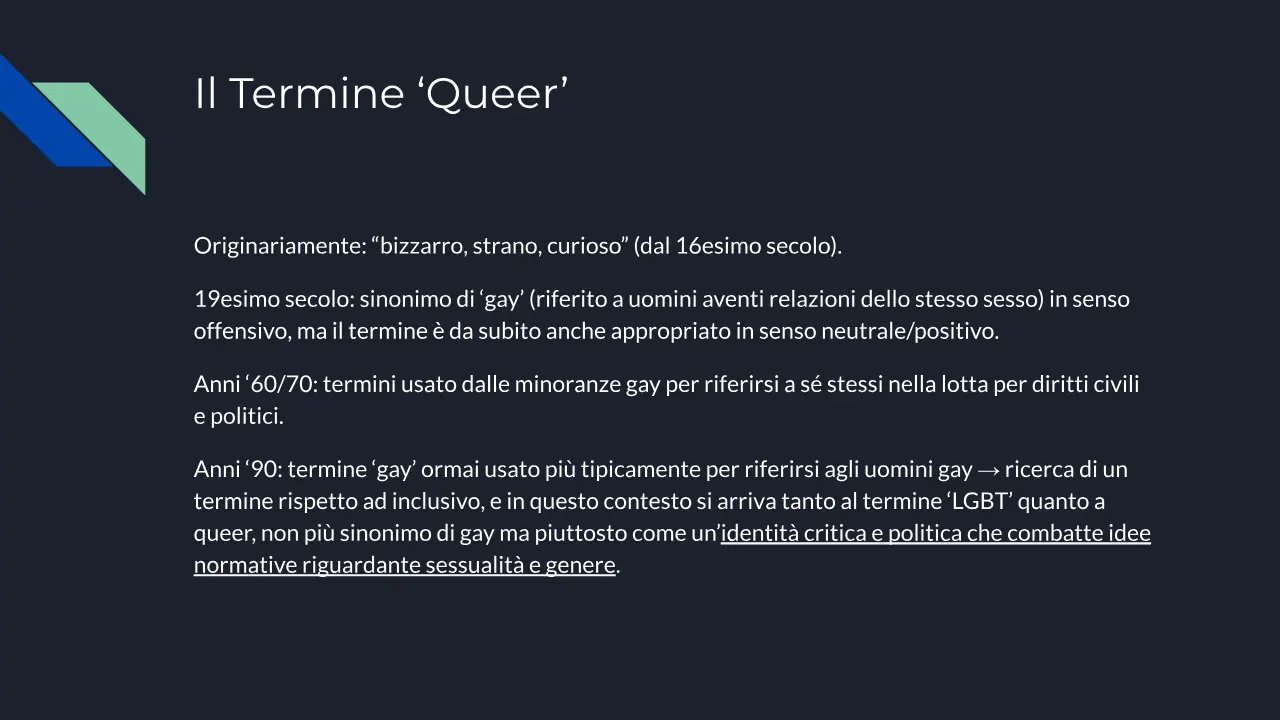 Il Termine ‘Queer’
Originariamente: “bizzarro, strano, curioso” (dal 16esimo secolo).
19esimo secolo: sinonimo di ‘gay’ (riferito a uomini aventi relazioni dello stesso sesso) in senso
offensivo, ma il termine è da subito anche appropriato in senso neutrale/positivo.
Anni ‘60/70: termini usato dalle minoranze gay per riferirsi a sé stessi nella lotta per diritti civili
e politici.
Anni ‘90: termine ‘gay’ ormai usato più tipicamente per riferirsi agli uomini gay → ricerca di un
termine rispetto ad inclusivo, e in questo contesto si arriva tanto al termine ‘LGBT’ quanto a
queer, non più sinonimo di gay ma piuttosto come un’identità critica e politica che combatte idee
normative riguardante sessualità e genere.